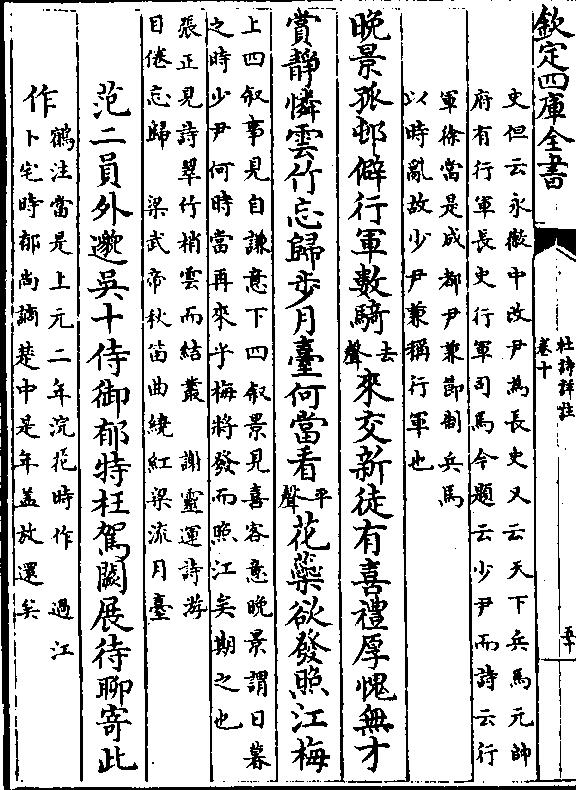 欽定四庫全書
杜詩詳註
卷十
史但云永徽中改尹為長史又云天下兵馬元帥
府有行軍長史行軍司馬今題云少尹而詩云行
軍徐當是成都尹兼節制兵馬
以時亂故少尹兼稱行軍也
晚景孤邨僻行軍數騎去聲來交新徒有喜禮厚愧無才
賞靜憐雲竹忘歸步月臺何當看平聲花蘂欲發照江梅
上四叙事見自謙意下四叙景見喜客意晚景謂日暮
之時少尹何時當再來乎梅將發而照江矣期之也
張正見詩翠竹梢雲而結叢　謝靈運詩游
目倦忘歸　梁武帝秋笛曲繞紅梁流月臺
范二員外邈吳十侍御郁特枉駕闕展待聊寄此
作
鶴注當是上元二年浣花時作　過江
卜宅時郁尚謫楚中是年盖放還矣